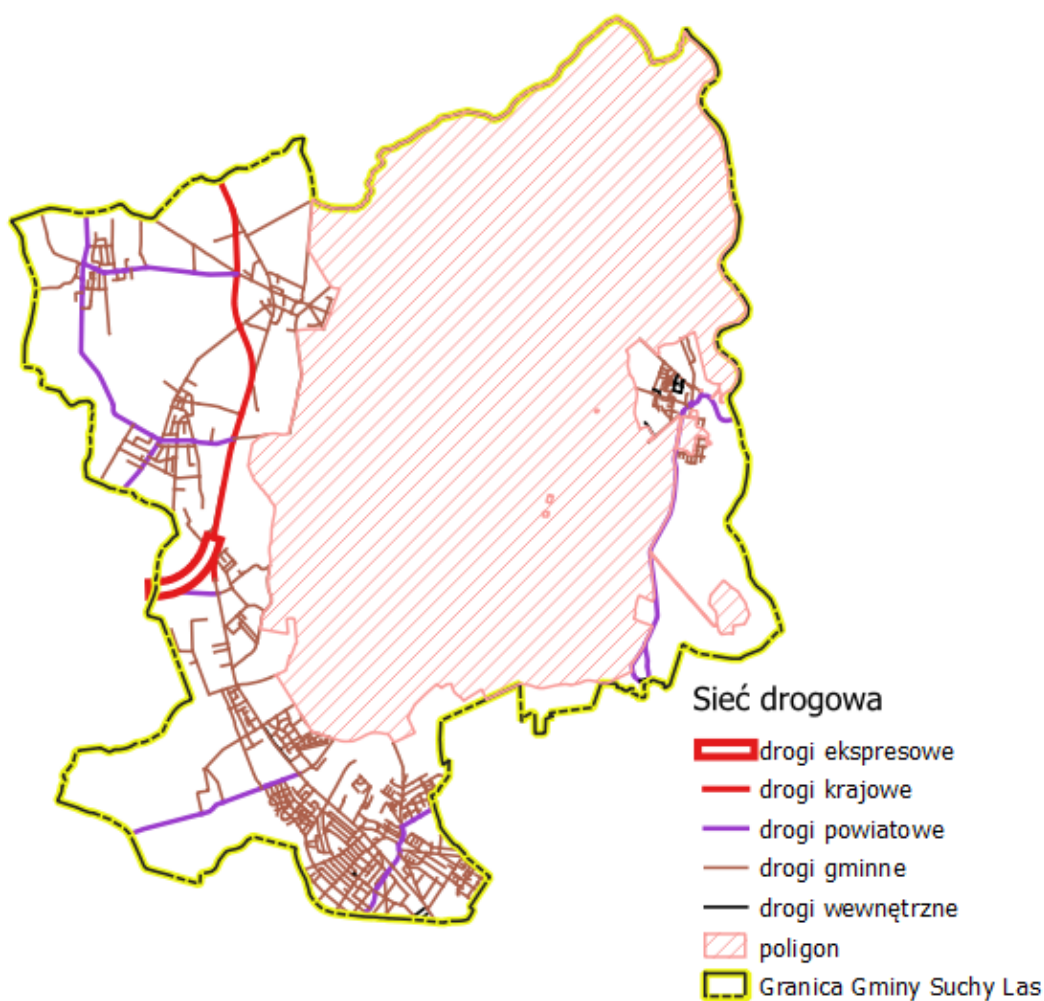 Sieć drogowa
drogi ekspresowe
drogi krajowe
drogi powiatowe
drogi gminne
drogi wewnętrzne
poligon
Granica Gminy Suchy Las